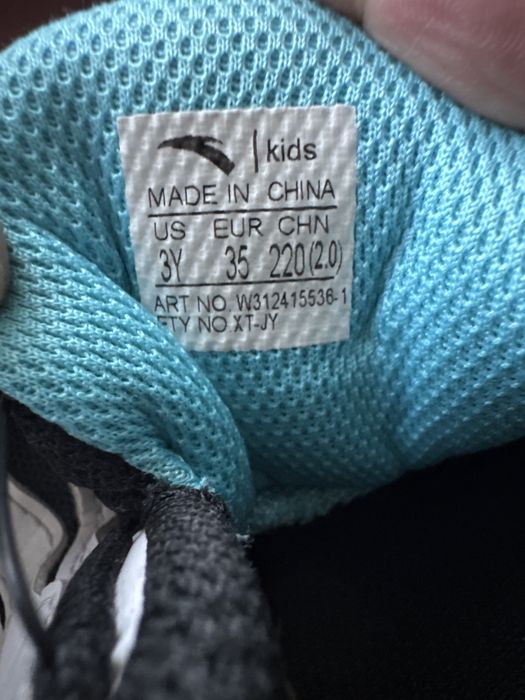 kids
MADE IN CHINA
US EUR CHN
3Y 35 220(2.0)
ART NO. W312415536-1
FTY NO.XT-JY